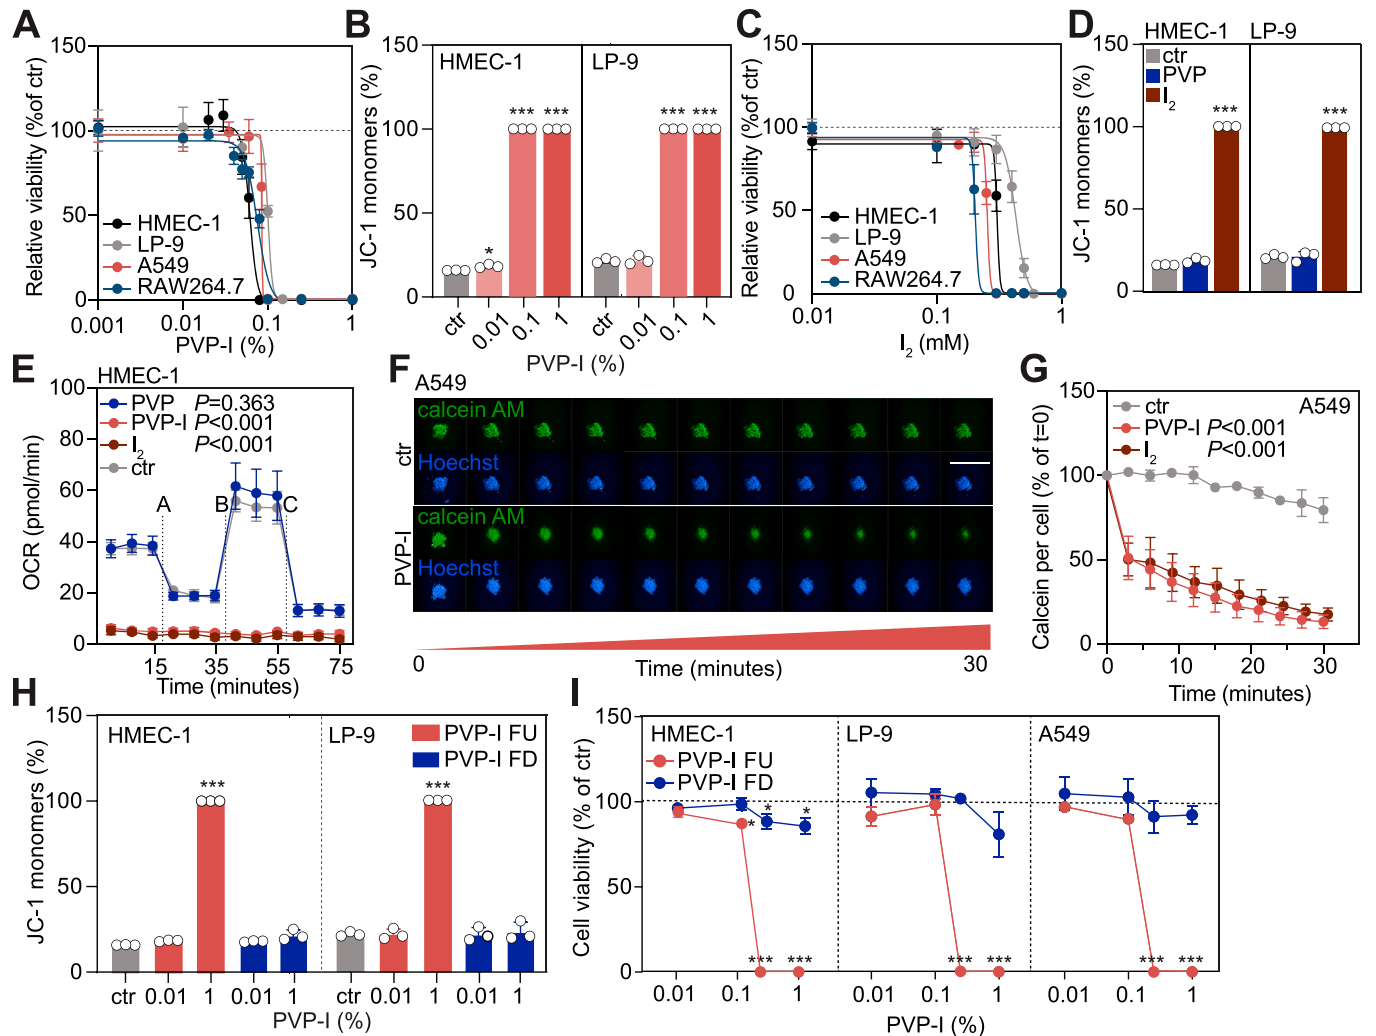 A
150
100
50
0
Relative viability (%of ctr)
HMEC-1
LP-9
A549
RAW264.7
0.001
0.01
0.1
1
PVP-I (%)
B
150
100
50
0
JC-1 monomers (%)
HMEC-1
LP-9
*
***
***
***
***
ctr
0.01
0.1
1
ctr
0.01
0.1
1
PVP-I (%)
C
150
100
50
0
Relative viability (%of ctr)
HMEC-1
LP-9
A549
RAW264.7
0.01
0.1
1
I2 (mM)
D
150
100
50
0
JC-1 monomers (%)
HMEC-1
LP-9
ctr
PVP
I2
***
***
E
HMEC-1
100
80
60
40
20
0
OCR (pmol/min)
PVP P=0.363
PVP-I P<0.001
I2 P<0.001
ctr
A
B
C
15
35
55
75
Time (minutes)
F
A549
ctr
calcein AM
Hoechst
PVP-I
calcein AM
Hoechst
0
30
Time (minutes)
G
150
100
50
0
Calcein per cell (% of t=0)
ctr
A549
PVP-I P<0.001
I2 P<0.001
0
10
20
30
Time (minutes)
H
150
100
50
0
JC-1 monomers (%)
HMEC-1
LP-9
PVP-I FU
PVP-I FD
***
***
ctr
0.01
1
0.01
1
ctr
0.01
1
0.01
1
PVP-I (%)
I
150
100
50
0
Cell viability (% of ctr)
HMEC-1
LP-9
A549
PVP-I FU
PVP-I FD
*
*
*
***
***
***
***
***
***
0.01
0.1
1
0.01
0.1
1
0.01
0.1
1
PVP-I (%)